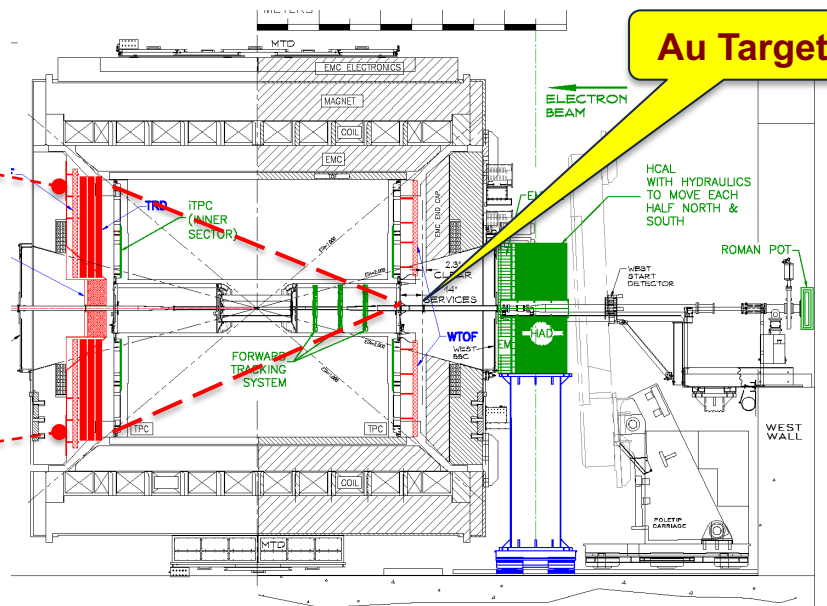 METERS
MTD
EMC ELECTRONICS
MAGNET
COIL
EMC
Au Target
ELECTRON
BEAM
HCAL
WITH HYDRAULICS
TO MOVE EACH
HALF NORTH &
SOUTH
ROMAN POT
TRD
iTPC
(INNER
SECTOR)
EMC END CAP
2.3"
CLEAR
14"
SERVICES
WEST
START
DETECTOR
WTOF
WEST
BBC
EMC
HAD
FORWARD
TRACKING
SYSTEM
TPC
TPC
COIL
MTD
WEST
WALL
POLETIP
CARRIAGE